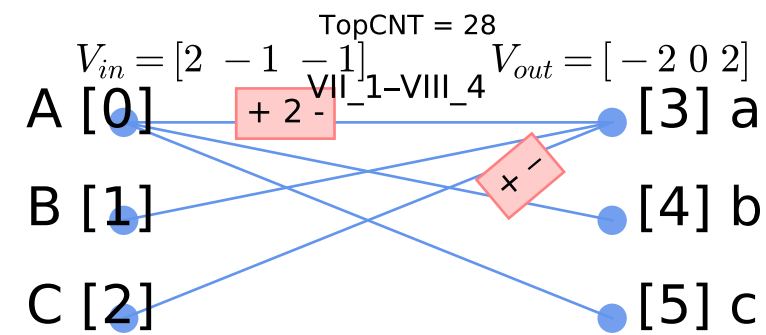 TopCNT = 28
V_in = [2 − 1 − 1] V_out = [ − 2 0 2]
VII_1–VIII_4
A [0] + 2 - [3] a
+ −
B [1] [4] b
C [2] [5] c